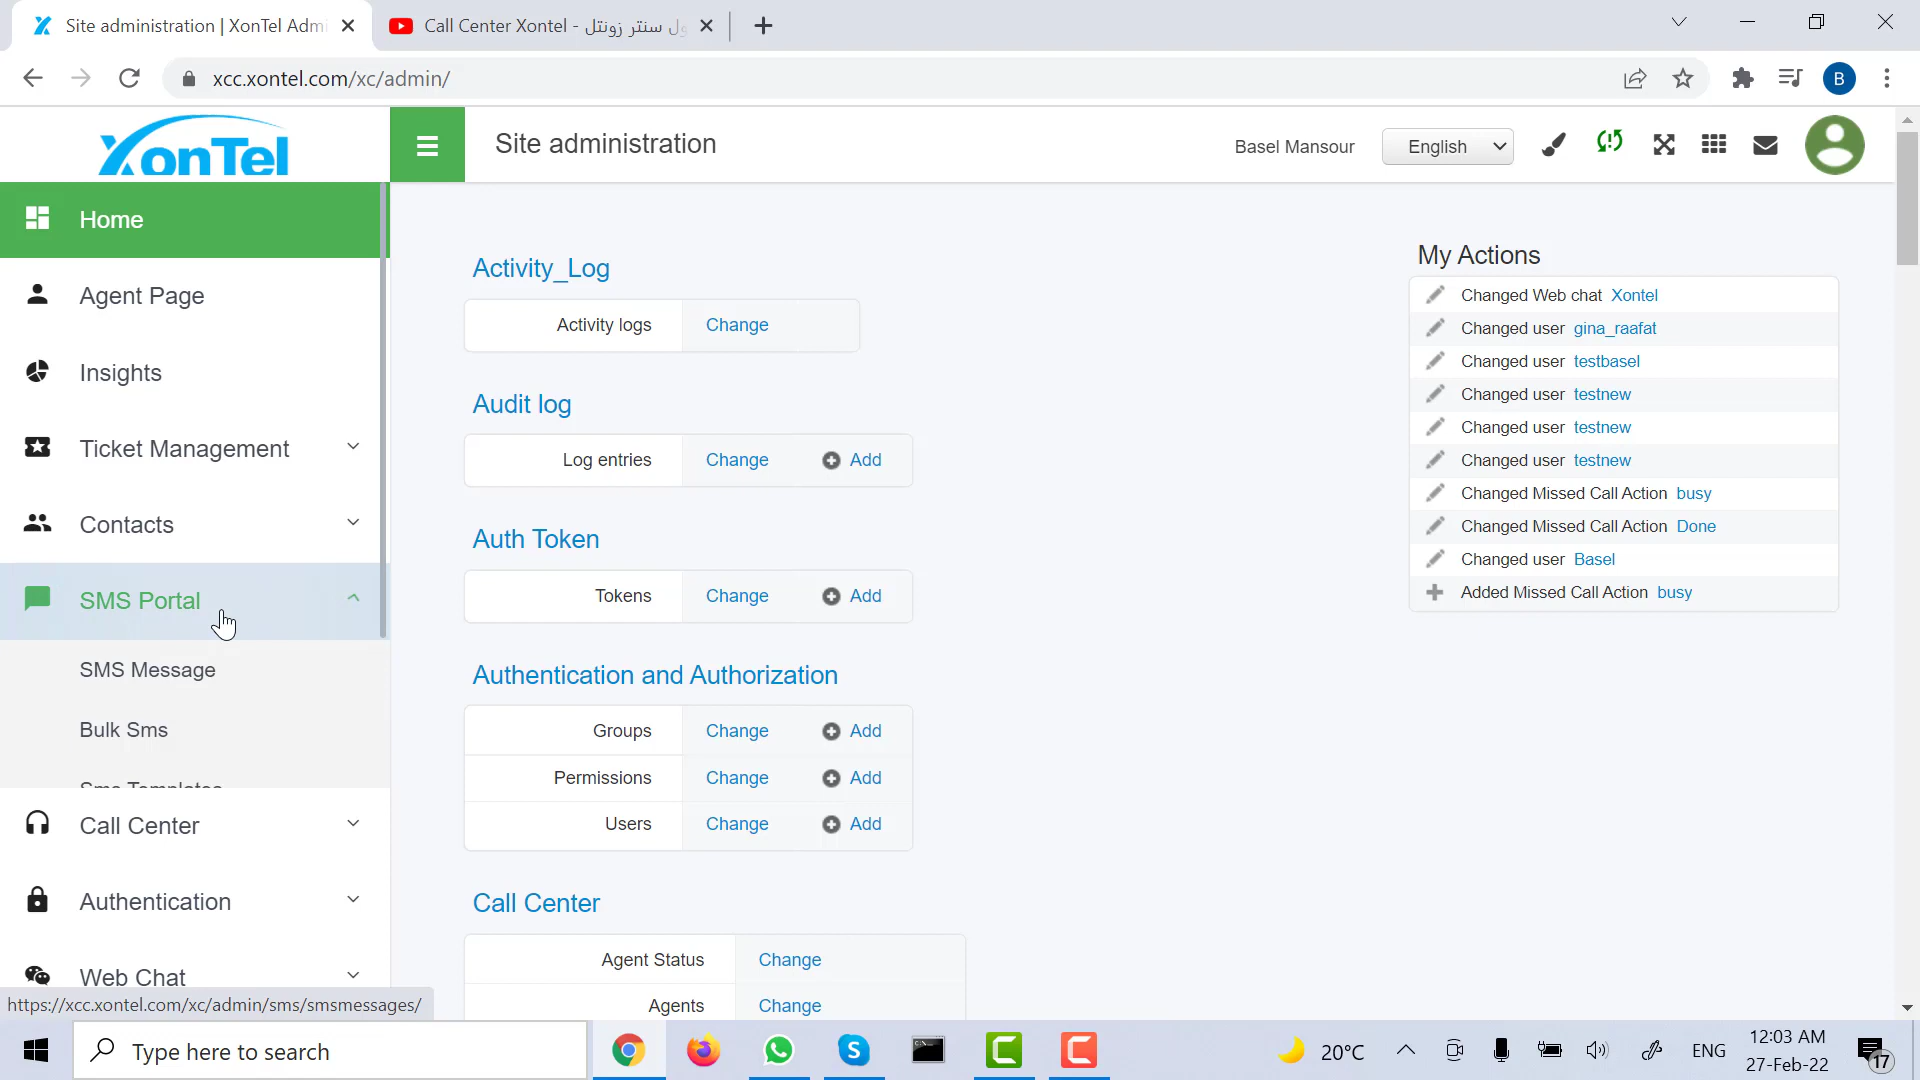 Site administration | XonTel Admi
Call Center Xontel - ول سنتر زونتل
xcc.xontel.com/xc/admin/
B
XonTel
Site administration
Basel Mansour
English
Home
Agent Page
Insights
Ticket Management
Contacts
SMS Portal
SMS Message
Bulk Sms
Sms Templates
Call Center
Authentication
Web Chat
Activity_Log
Activity logs Change
Audit log
Log entries Change Add
Auth Token
Tokens Change Add
Authentication and Authorization
Groups Change Add
Permissions Change Add
Users Change Add
Call Center
Agent Status Change
Agents Change
My Actions
Changed Web chat Xontel
Changed user gina_raafat
Changed user testbasel
Changed user testnew
Changed user testnew
Changed user testnew
Changed Missed Call Action busy
Changed Missed Call Action Done
Changed user Basel
Added Missed Call Action busy
https://xcc.xontel.com/xc/admin/sms/smsmessages/
Type here to search
20°C
ENG
12:03 AM
27-Feb-22
17